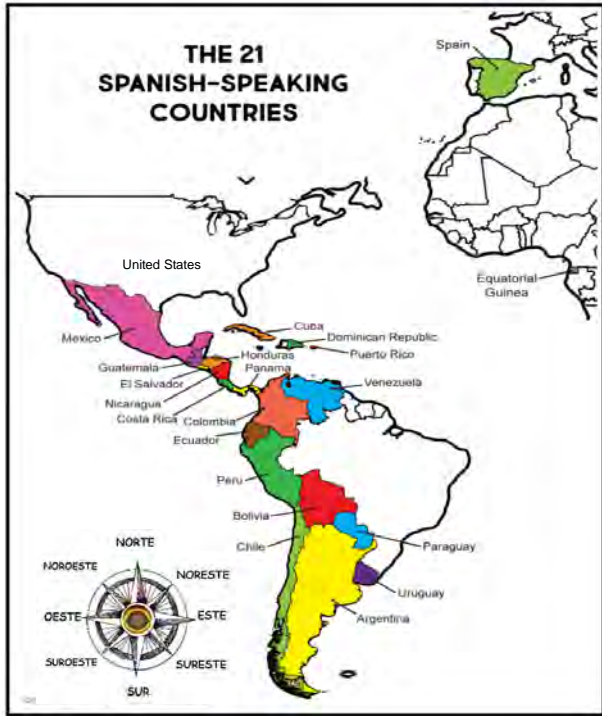 THE 21
SPANISH-SPEAKING
COUNTRIES
Spain
United States
Equatorial
Guinea
Mexico
Cuba
Dominican Republic
Puerto Rico
Guatemala
Honduras
Panama
El Salvador
Nicaragua
Costa Rica
Colombia
Venezuela
Ecuador
Peru
Bolivia
Chile
Paraguay
Uruguay
Argentina
NORTE
NOROESTE
NORESTE
OESTE
ESTE
SUROESTE
SURESTE
SUR